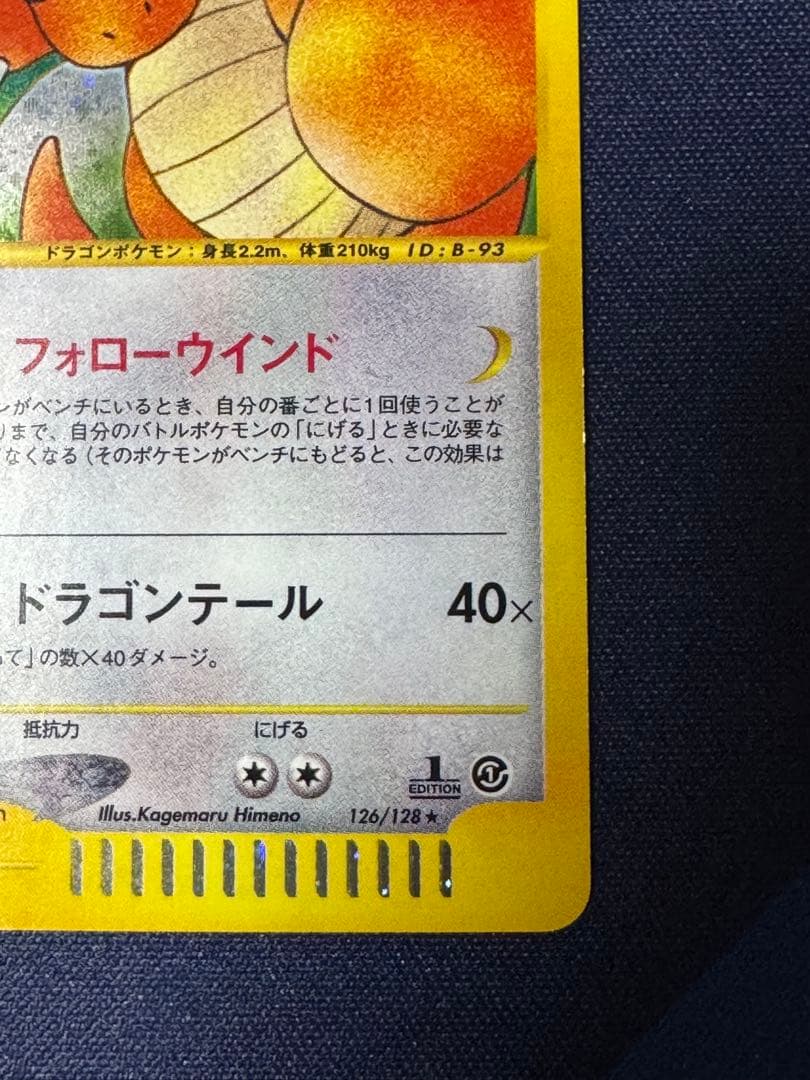 ドラゴンポケモン：身長2.2m、体重210kg ID：B-93
フォローウインド
がベンチにいるとき、自分の番ごとに1回使うことが
まで、自分のバトルポケモンの「にげる」ときに必要な
なくなる（そのポケモンがベンチにもどると、この効果は
ドラゴンテール 40×
て」の数×40ダメージ。
抵抗力 にげる
1 EDITION
Illus.Kagemaru Himeno 126/128★